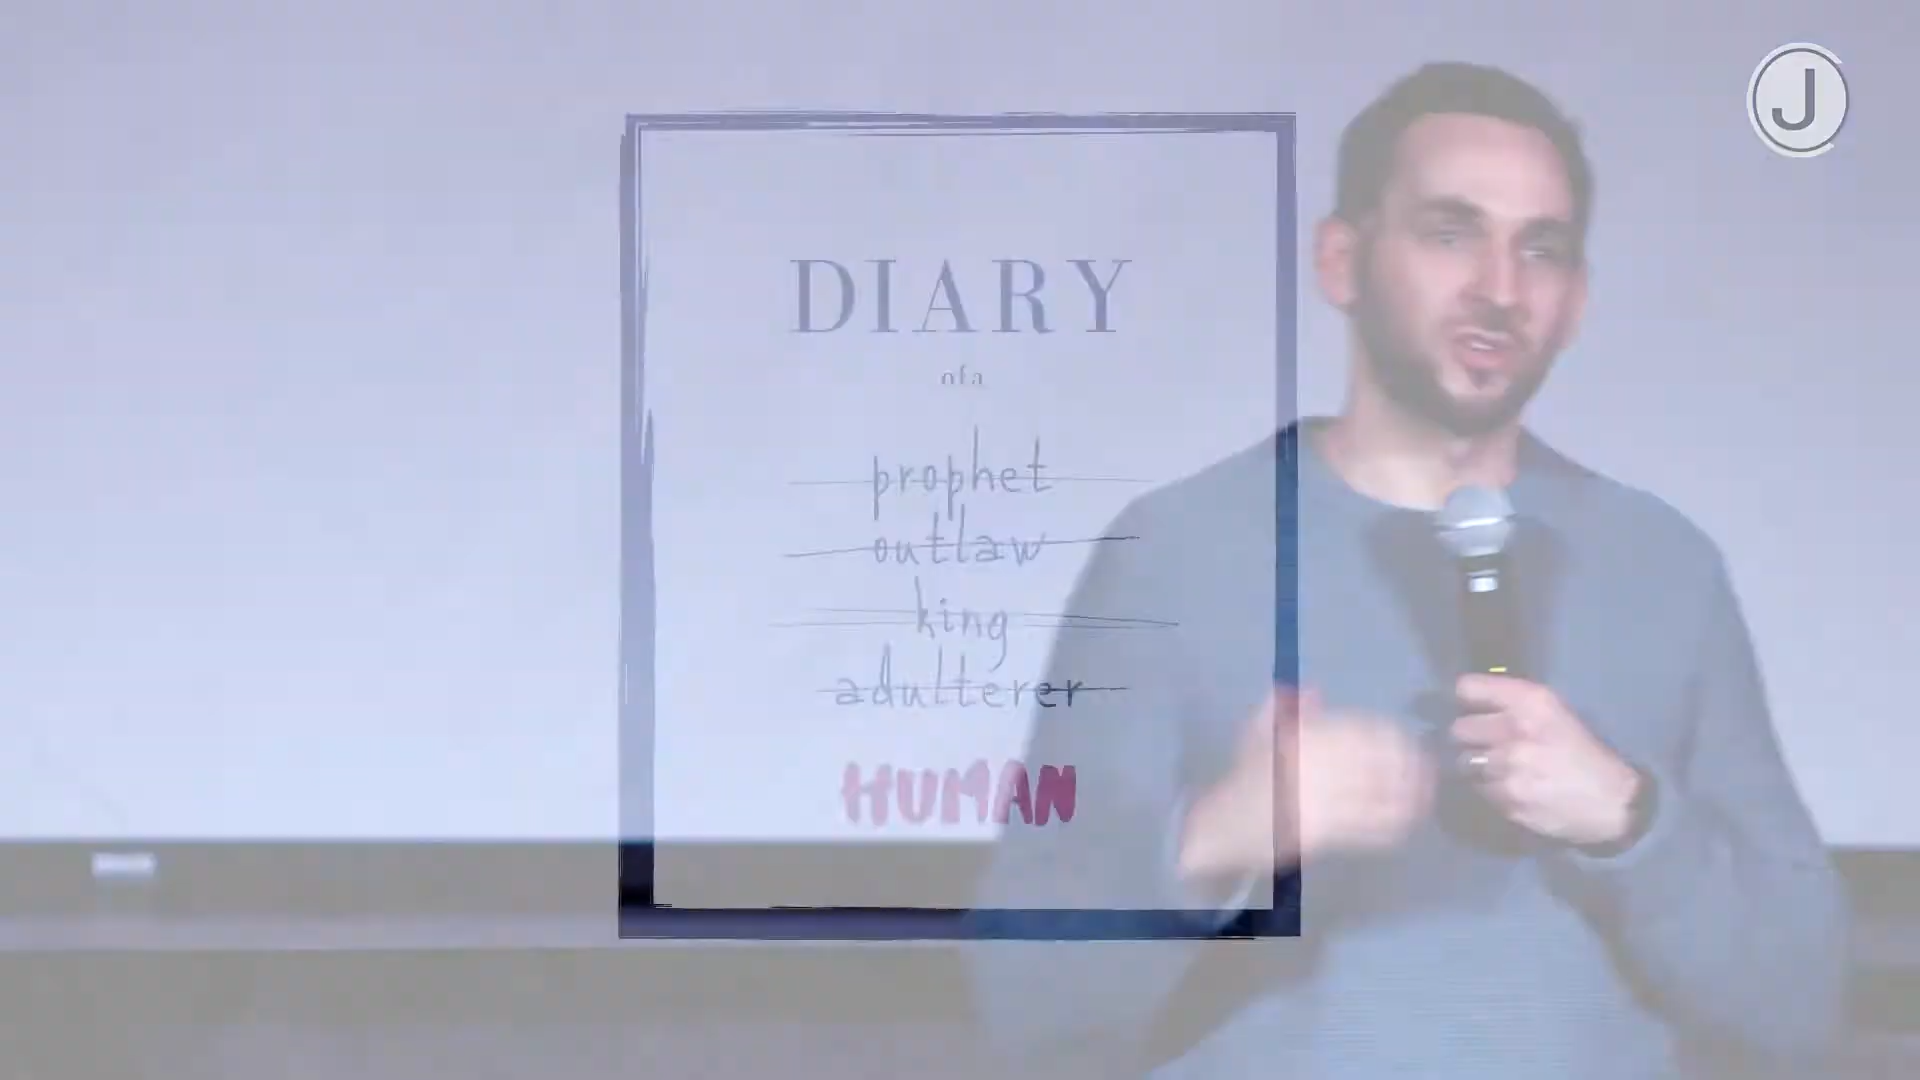 J
DIARY
of a
prophet
outlaw
king
adulterer
HUMAN